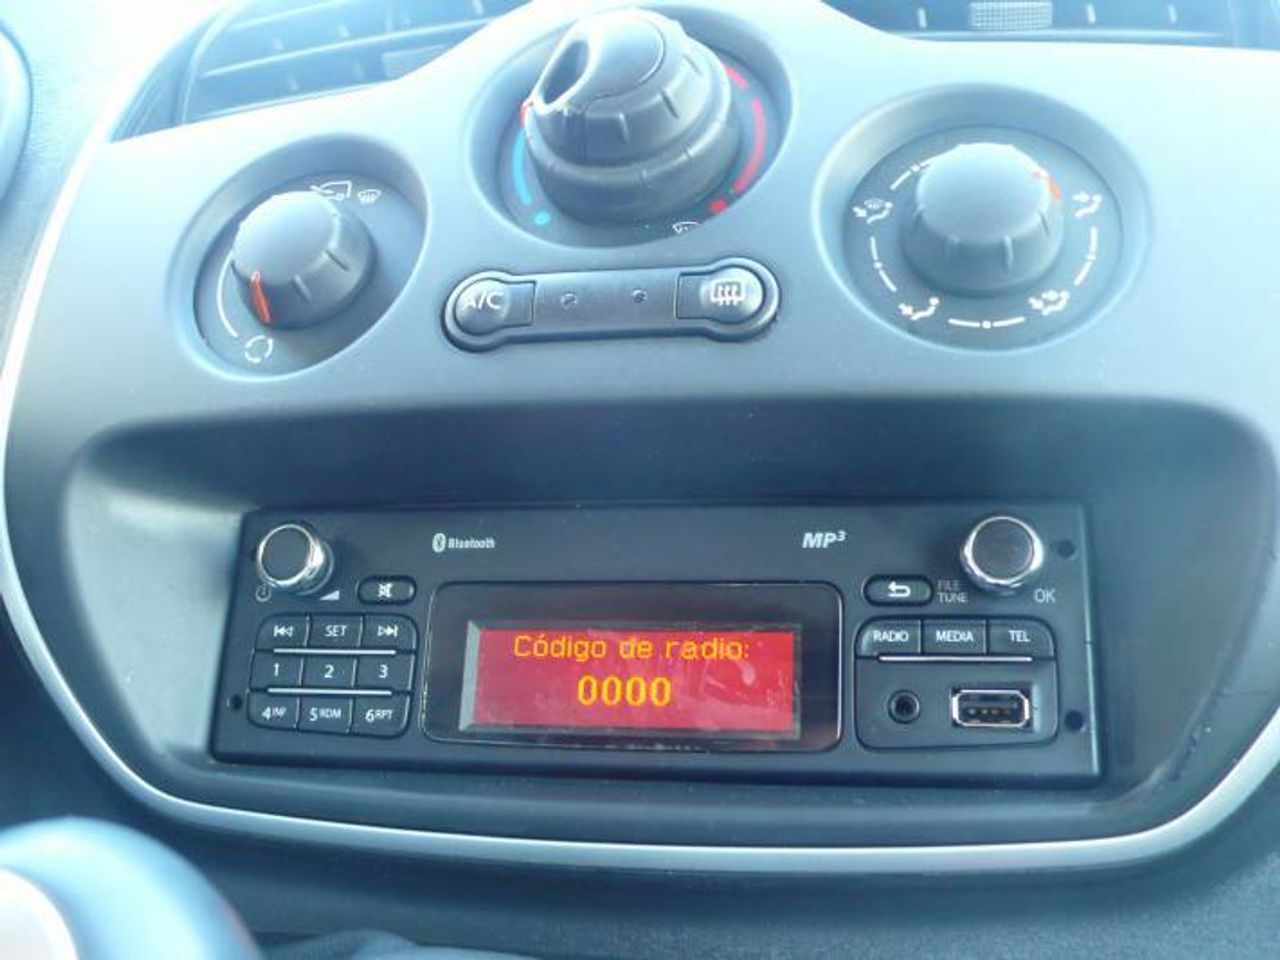 A/C
Bluetooth
MP3
FILE
TUNE
OK
SET
RADIO MEDIA TEL
1 2 3
4INF 5RDM 6RPT
Código de radio:
0000